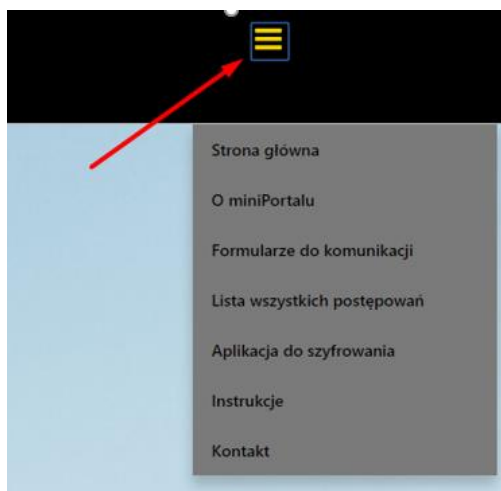 Strona główna
O miniPortalu
Formularze do komunikacji
Lista wszystkich postępowań
Aplikacja do szyfrowania
Instrukcje
Kontakt